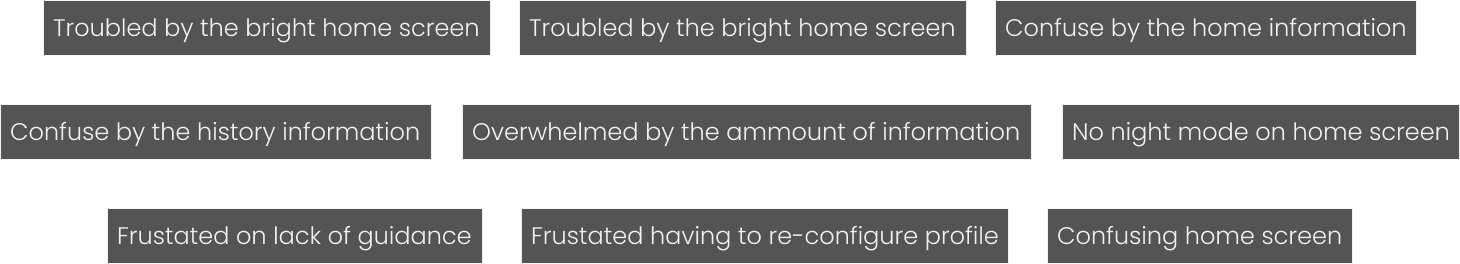 Troubled by the bright home screen
Troubled by the bright home screen
Confuse by the home information
Confuse by the history information
Overwhelmed by the ammount of information
No night mode on home screen
Frustated on lack of guidance
Frustated having to re-configure profile
Confusing home screen